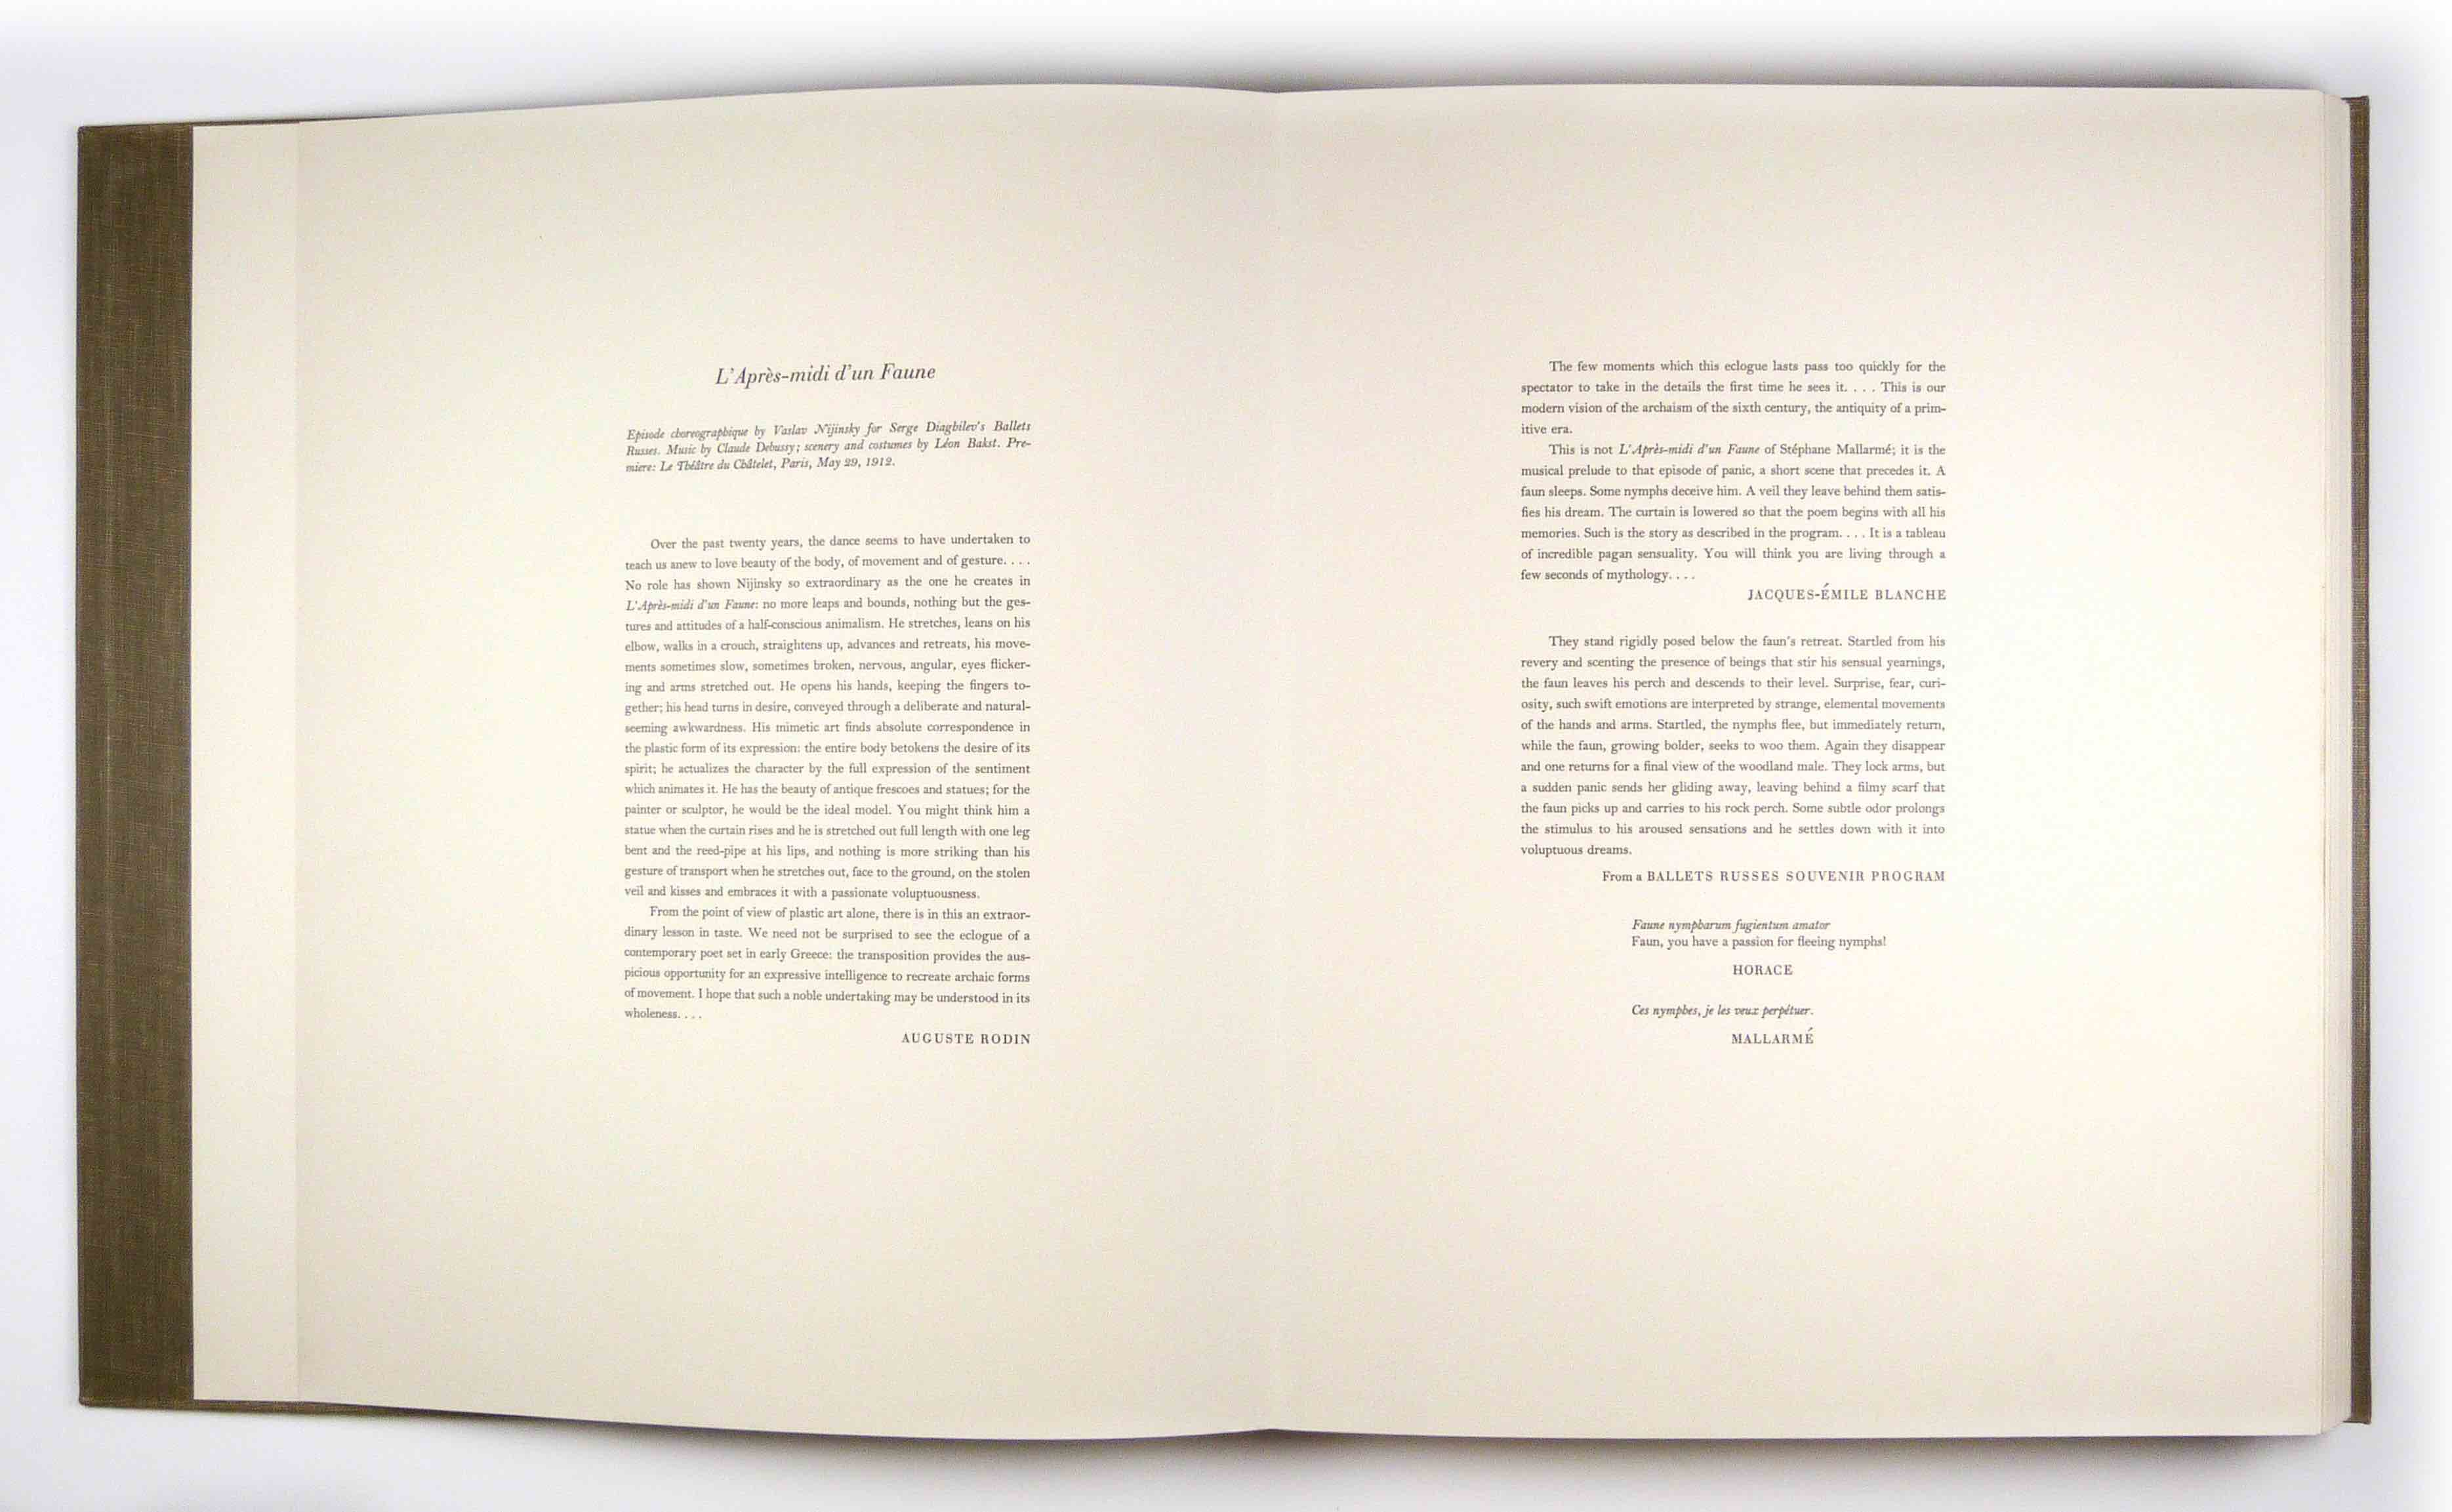 L'Après-midi d'un Faune
Episode choreographique by Vaslav Nijinsky for Serge Diaghilev's Ballets
Russes. Music by Claude Debussy; scenery and costumes by Léon Bakst. Pre-
miere: Le Théâtre du Châtelet, Paris, May 29, 1912.
Over the past twenty years, the dance seems to have undertaken to
teach us anew to love beauty of the body, of movement and of gesture. . . .
No role has shown Nijinsky so extraordinary as the one he creates in
L'Après-midi d'un Faune: no more leaps and bounds, nothing but the ges-
tures and attitudes of a half-conscious animalism. He stretches, leans on his
elbow, walks in a crouch, straightens up, advances and retreats, his move-
ments sometimes slow, sometimes broken, nervous, angular, eyes flicker-
ing and arms stretched out. He opens his hands, keeping the fingers to-
gether; his head turns in desire, conveyed through a deliberate and natural-
seeming awkwardness. His mimetic art finds absolute correspondence in
the plastic form of its expression: the entire body betokens the desire of its
spirit; he actualizes the character by the full expression of the sentiment
which animates it. He has the beauty of antique frescoes and statues; for the
painter or sculptor, he would be the ideal model. You might think him a
statue when the curtain rises and he is stretched out full length with one leg
bent and the reed-pipe at his lips, and nothing is more striking than his
gesture of transport when he stretches out, face to the ground, on the stolen
veil and kisses and embraces it with a passionate voluptuousness.
From the point of view of plastic art alone, there is in this an extraor-
dinary lesson in taste. We need not be surprised to see the eclogue of a
contemporary poet set in early Greece: the transposition provides the aus-
picious opportunity for an expressive intelligence to recreate archaic forms
of movement. I hope that such a noble undertaking may be understood in its
wholeness. . . .
AUGUSTE RODIN
The few moments which this eclogue lasts pass too quickly for the
spectator to take in the details the first time he sees it. . . . This is our
modern vision of the archaism of the sixth century, the antiquity of a prim-
itive era.
This is not L'Après-midi d'un Faune of Stéphane Mallarmé; it is the
musical prelude to that episode of panic, a short scene that precedes it. A
faun sleeps. Some nymphs deceive him. A veil they leave behind them satis-
fies his dream. The curtain is lowered so that the poem begins with all his
memories. Such is the story as described in the program. . . . It is a tableau
of incredible pagan sensuality. You will think you are living through a
few seconds of mythology. . . .
JACQUES-ÉMILE BLANCHE
They stand rigidly posed below the faun's retreat. Startled from his
revery and scenting the presence of beings that stir his sensual yearnings,
the faun leaves his perch and descends to their level. Surprise, fear, curi-
osity, such swift emotions are interpreted by strange, elemental movements
of the hands and arms. Startled, the nymphs flee, but immediately return,
while the faun, growing bolder, seeks to woo them. Again they disappear
and one returns for a final view of the woodland male. They lock arms, but
a sudden panic sends her gliding away, leaving behind a filmy scarf that
the faun picks up and carries to his rock perch. Some subtle odor prolongs
the stimulus to his aroused sensations and he settles down with it into
voluptuous dreams.
From a BALLETS RUSSES SOUVENIR PROGRAM
Faune nympharum fugientum amator
Faun, you have a passion for fleeing nymphs!
HORACE
Ces nymphes, je les veux perpétuer.
MALLARMÉ